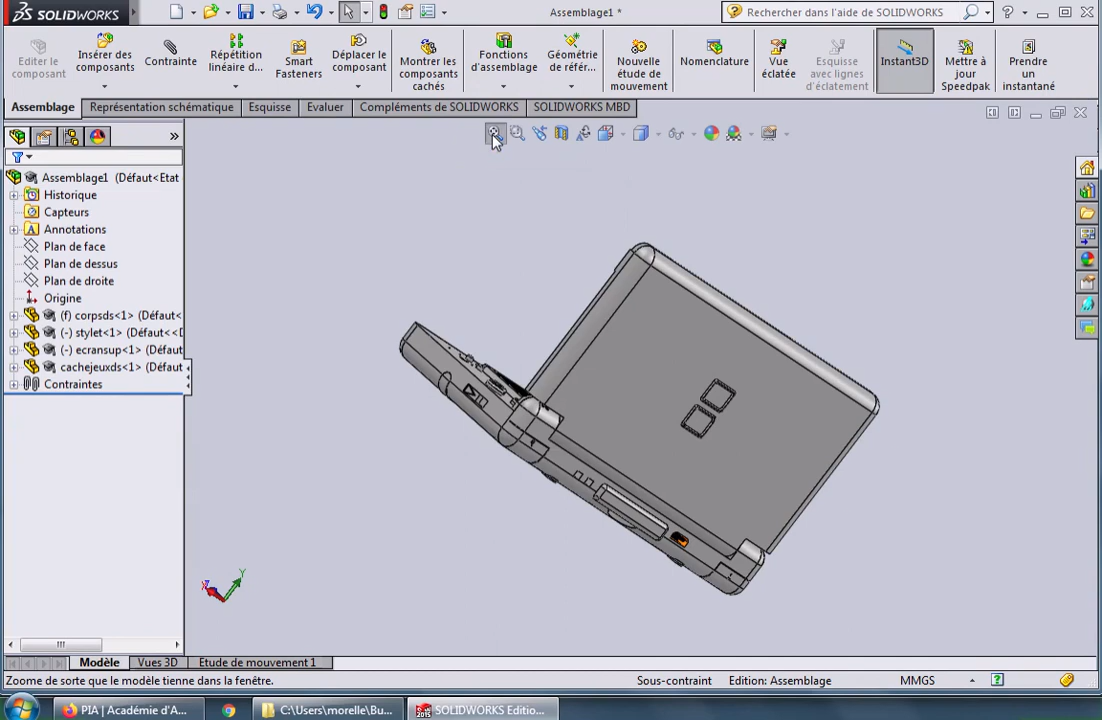 SOLIDWORKS
Assemblage1 *
Rechercher dans l'aide de SOLIDWORKS
Editer le composant
Insérer des composants
Contrainte
Répétition linéaire d...
Smart Fasteners
Déplacer le composant
Montrer les composants cachés
Fonctions d'assemblage
Géométrie de référ...
Nouvelle étude de mouvement
Nomenclature
Vue éclatée
Esquisse avec lignes d'éclatement
Instant3D
Mettre à jour Speedpak
Prendre un instantané
Assemblage
Représentation schématique
Esquisse
Evaluer
Compléments de SOLIDWORKS
SOLIDWORKS MBD
Assemblage1 (Défaut<Etat
Historique
Capteurs
Annotations
Plan de face
Plan de dessus
Plan de droite
Origine
(f) corpsds<1> (Défaut<
(-) stylet<1> (Défaut<<D
(-) ecransup<1> (Défaut
cachejeuxds<1> (Défaut
Contraintes
Y
Modèle
Vues 3D
Etude de mouvement 1
Zoome de sorte que le modèle tienne dans la fenêtre.
Sous-contraint
Edition: Assemblage
MMGS
PIA | Académie d'A...
C:\Users\morelle\Bu...
SOLIDWORKS Editio...